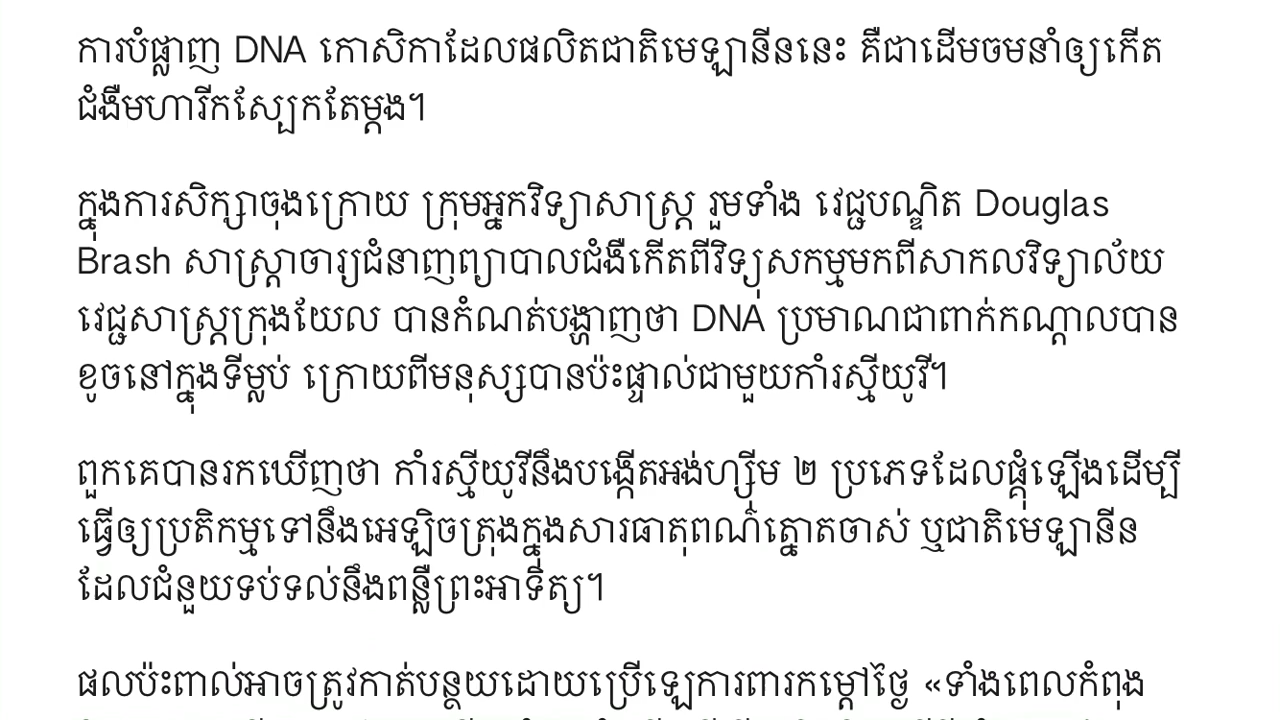 ការបំផ្លាញ DNA កោសិកាដែលផលិតជាតិមេឡានីននេះ គឺជាដើមចមនាំឲ្យកើត
ជំងឺមហារីកស្បែកតែម្ដង។
ក្នុងការសិក្សាចុងក្រោយ ក្រុមអ្នកវិទ្យាសាស្ត្រ រួមទាំង វេជ្ជបណ្ឌិត Douglas
Brash សាស្ត្រាចារ្យជំនាញព្យាបាលជំងឺកើតពីវិទ្យុសកម្មមកពីសាកលវិទ្យាល័យ
វេជ្ជសាស្ត្រក្រុងយែល បានកំណត់បង្ហាញថា DNA ប្រមាណជាពាក់កណ្ដាលបាន
ខូចនៅក្នុងទីម្លប់ ក្រោយពីមនុស្សបានប៉ះផ្ទាល់ជាមួយកាំរស្មីយូវី។
ពួកគេបានរកឃើញថា កាំរស្មីយូវីនឹងបង្កើតអង់ហ្ស៊ីម ២ ប្រភេទដែលផ្គុំឡើងដើម្បី
ធ្វើឲ្យប្រតិកម្មទៅនឹងអេឡិចត្រុងក្នុងសារធាតុពណ៌ត្នោតចាស់ ឬជាតិមេឡានីន
ដែលជំនួយទប់ទល់នឹងពន្លឺព្រះអាទិត្យ។
ផលប៉ះពាល់អាចត្រូវកាត់បន្ថយដោយប្រើឡេការពារកម្ដៅថ្ងៃ «ទាំងពេលកំពុង